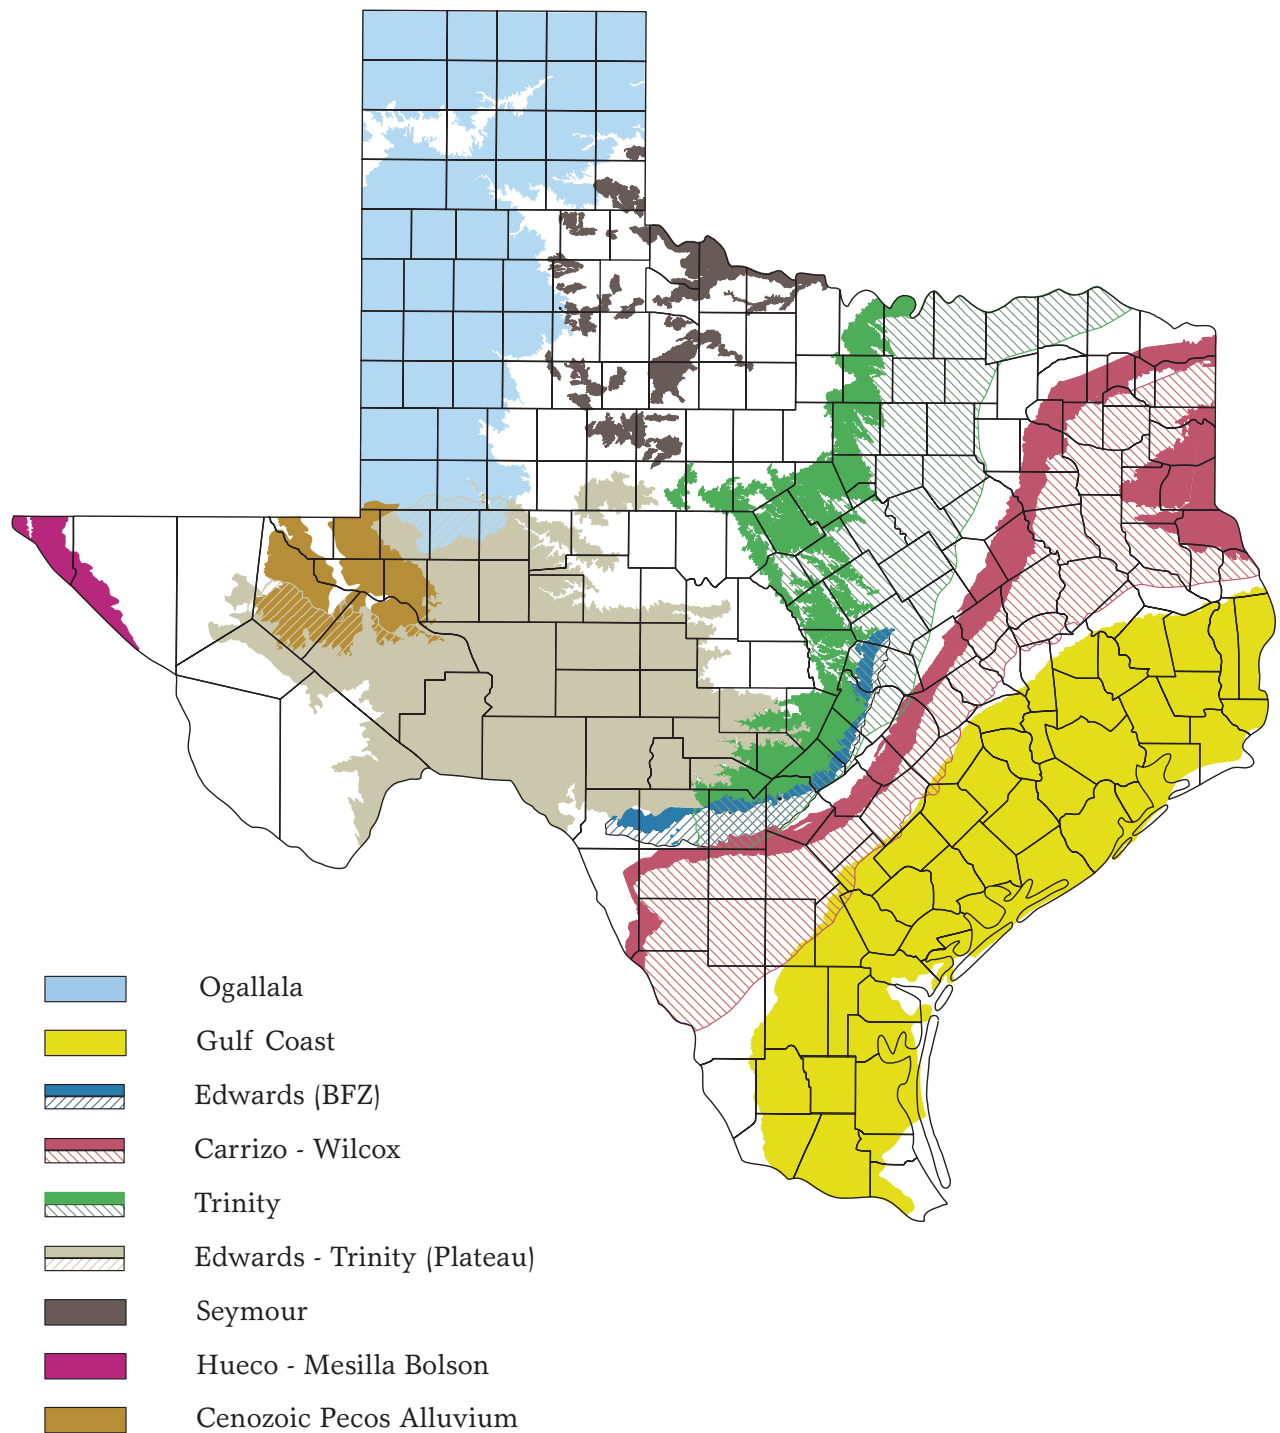 Ogallala
Gulf Coast
Edwards (BFZ)
Carrizo - Wilcox
Trinity
Edwards - Trinity (Plateau)
Seymour
Hueco - Mesilla Bolson
Cenozoic Pecos Alluvium